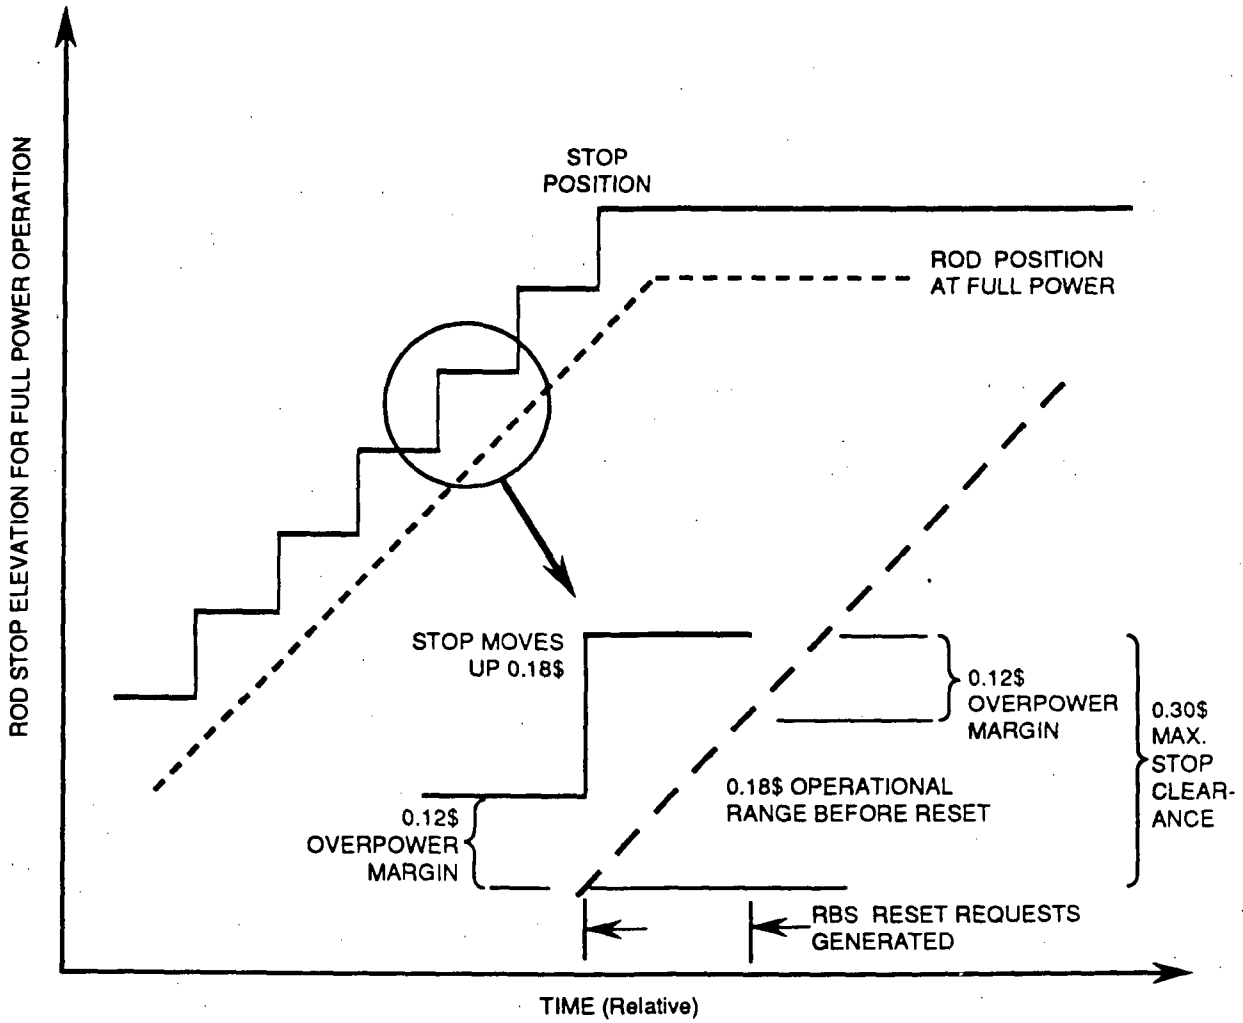 ROD STOP ELEVATION FOR FULL POWER OPERATION
STOP
POSITION
ROD POSITION
AT FULL POWER
STOP MOVES
UP 0.18$
0.12$
OVERPOWER
MARGIN
0.30$
MAX.
STOP
CLEAR-
ANCE
0.18$ OPERATIONAL
RANGE BEFORE RESET
0.12$
OVERPOWER
MARGIN
RBS RESET REQUESTS
GENERATED
TIME (Relative)